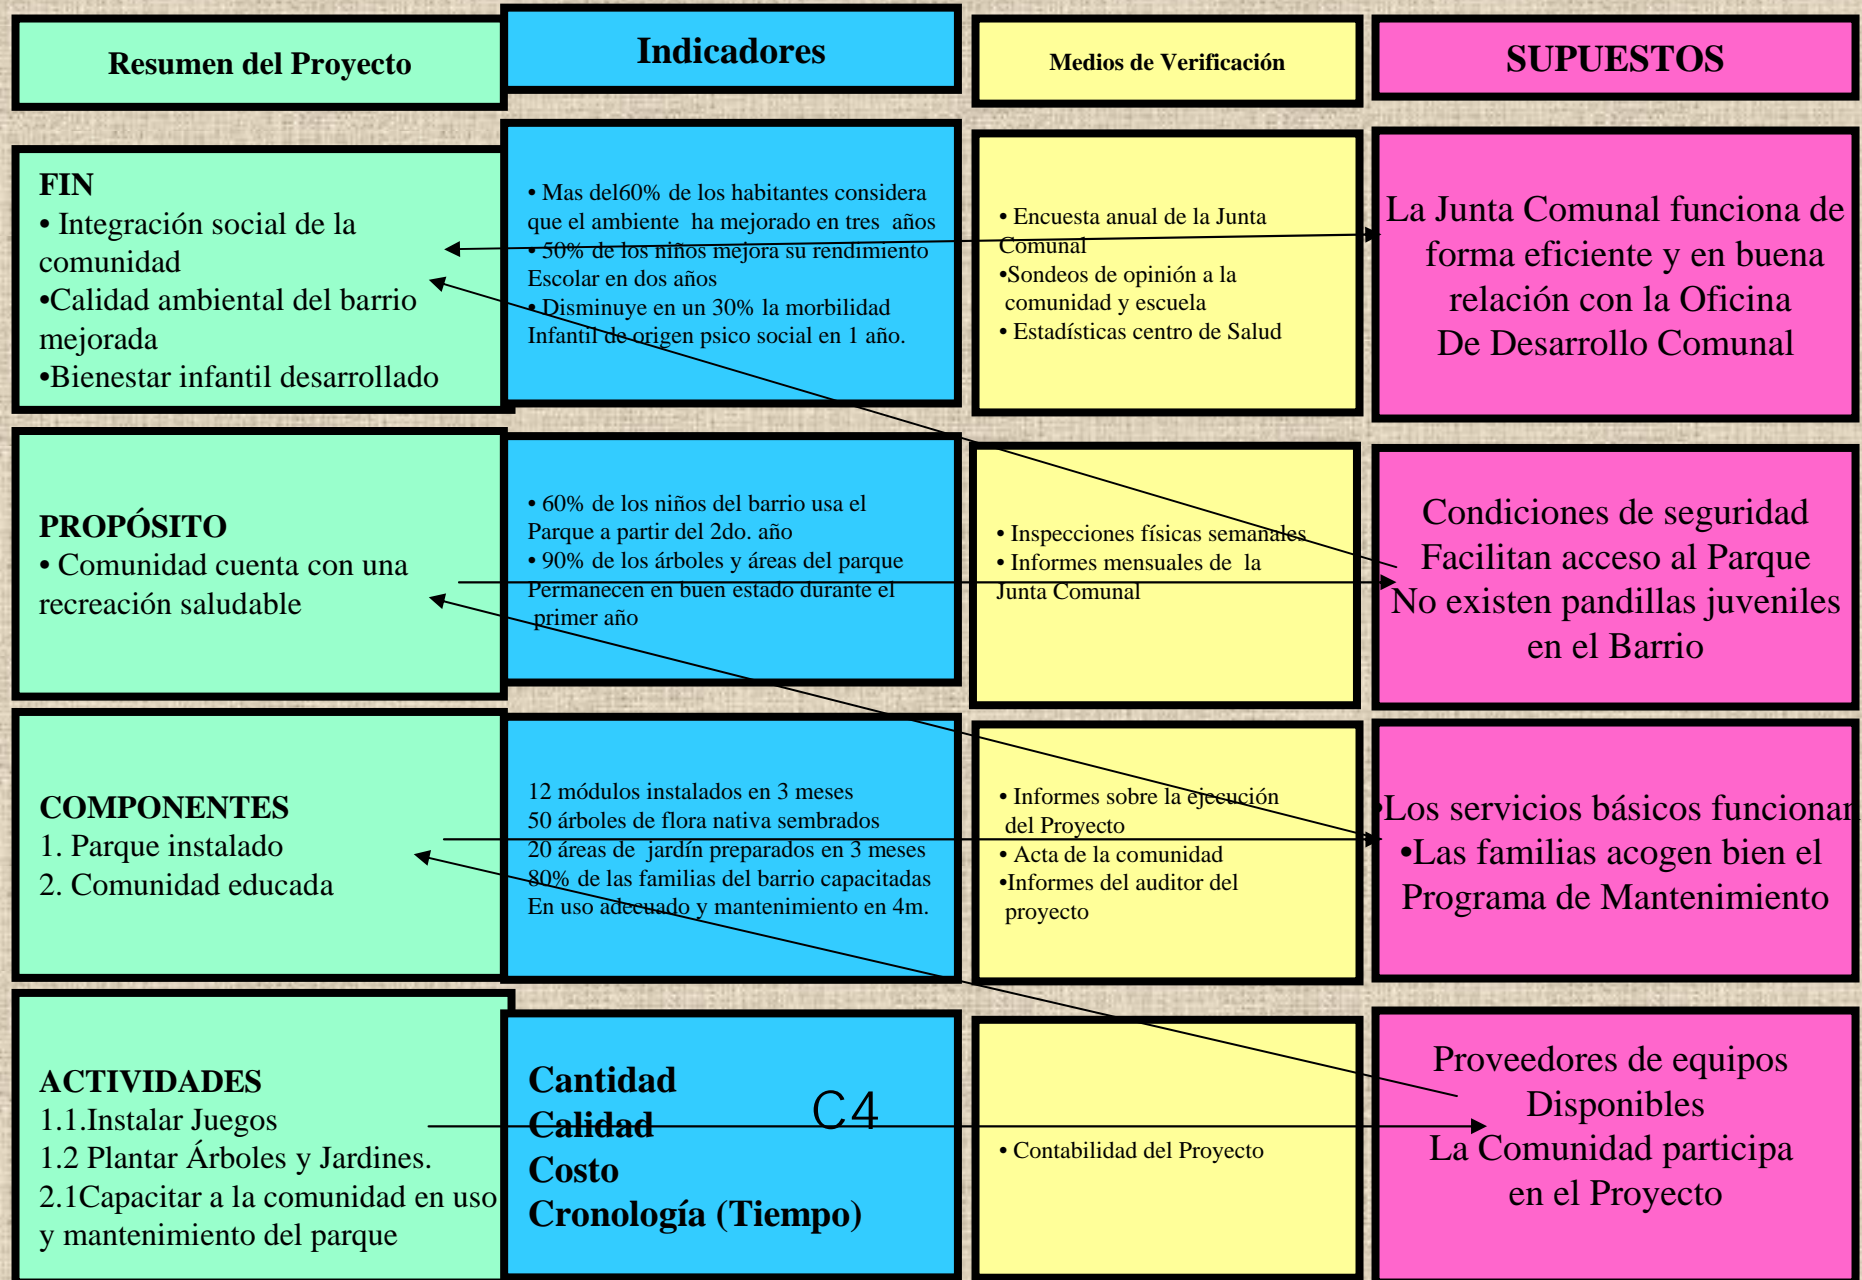 Resumen del Proyecto
Indicadores
Medios de Verificación
SUPUESTOS
FIN
• Integración social de la
comunidad
•Calidad ambiental del barrio
mejorada
•Bienestar infantil desarrollado
• Mas del60% de los habitantes considera
que el ambiente ha mejorado en tres años
• 50% de los niños mejora su rendimiento
Escolar en dos años
• Disminuye en un 30% la morbilidad
Infantil de origen psico social en 1 año.
• Encuesta anual de la Junta
Comunal
•Sondeos de opinión a la
comunidad y escuela
• Estadísticas centro de Salud
La Junta Comunal funciona de
forma eficiente y en buena
relación con la Oficina
De Desarrollo Comunal
PROPÓSITO
• Comunidad cuenta con una
recreación saludable
• 60% de los niños del barrio usa el
Parque a partir del 2do. año
• 90% de los árboles y áreas del parque
Permanecen en buen estado durante el
primer año
• Inspecciones físicas semanales
• Informes mensuales de la
Junta Comunal
Condiciones de seguridad
Facilitan acceso al Parque
No existen pandillas juveniles
en el Barrio
COMPONENTES
1. Parque instalado
2. Comunidad educada
12 módulos instalados en 3 meses
50 árboles de flora nativa sembrados
20 áreas de jardín preparados en 3 meses
80% de las familias del barrio capacitadas
En uso adecuado y mantenimiento en 4m.
• Informes sobre la ejecución
del Proyecto
• Acta de la comunidad
•Informes del auditor del
proyecto
•Los servicios básicos funcionan
•Las familias acogen bien el
Programa de Mantenimiento
ACTIVIDADES
1.1.Instalar Juegos
1.2 Plantar Árboles y Jardines.
2.1Capacitar a la comunidad en uso
y mantenimiento del parque
Cantidad
Calidad
Costo
Cronología (Tiempo)
C4
• Contabilidad del Proyecto
Proveedores de equipos
Disponibles
La Comunidad participa
en el Proyecto